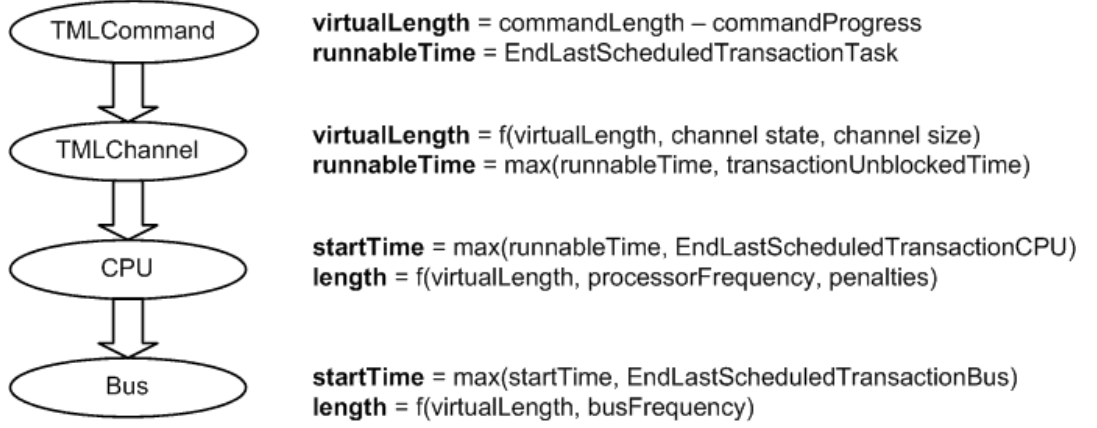 TMLCommand
virtualLength = commandLength – commandProgress
runnableTime = EndLastScheduledTransactionTask
TMLChannel
virtualLength = f(virtualLength, channel state, channel size)
runnableTime = max(runnableTime, transactionUnblockedTime)
CPU
startTime = max(runnableTime, EndLastScheduledTransactionCPU)
length = f(virtualLength, processorFrequency, penalties)
Bus
startTime = max(startTime, EndLastScheduledTransactionBus)
length = f(virtualLength, busFrequency)